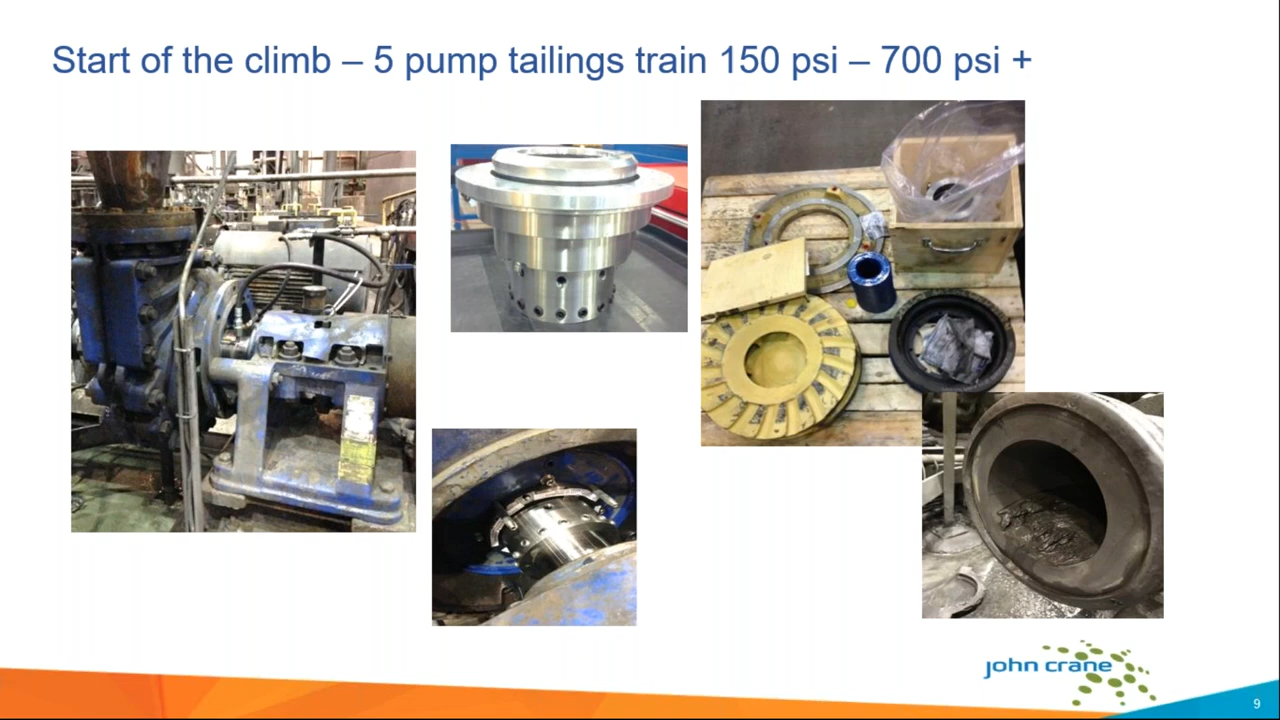 Start of the climb – 5 pump tailings train 150 psi – 700 psi +
john crane
9